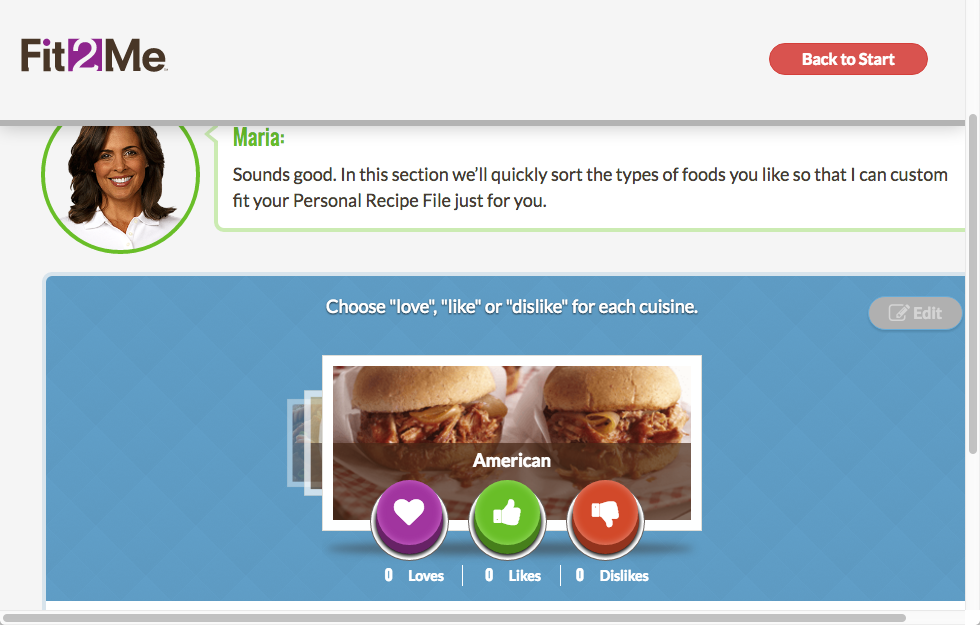 Fit2Me
Back to Start
Maria:
Sounds good. In this section we'll quickly sort the types of foods you like so that I can custom
fit your Personal Recipe File just for you.
Choose "love", "like" or "dislike" for each cuisine.
Edit
American
0 Loves
0 Likes
0 Dislikes